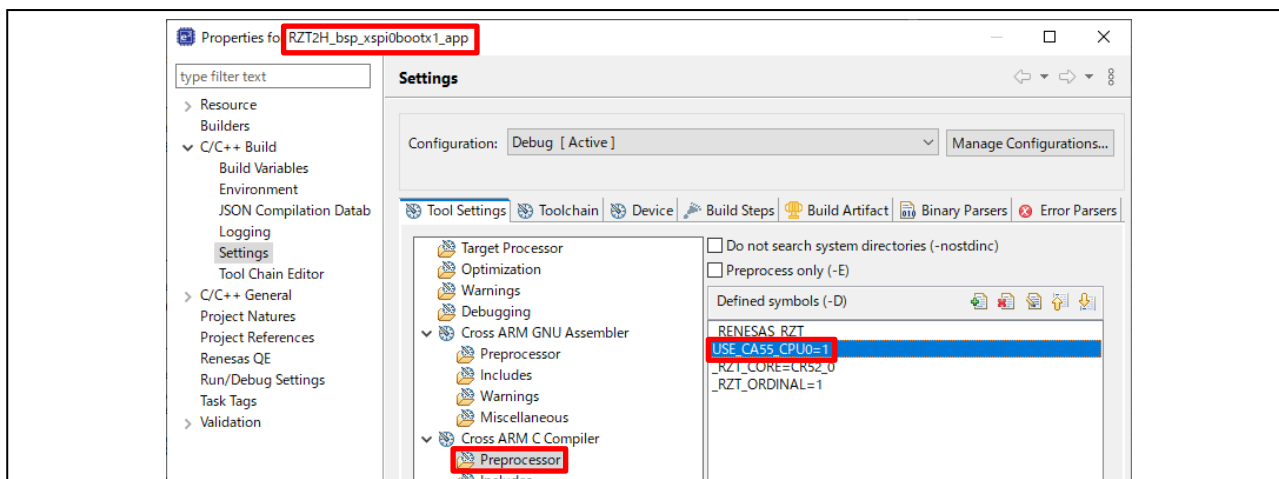 Properties for RZT2H_bsp_xspi0bootx1_app
type filter text
Resource
Builders
C/C++ Build
Build Variables
Environment
JSON Compilation Datab
Logging
Settings
Tool Chain Editor
C/C++ General
Project Natures
Project References
Renesas QE
Run/Debug Settings
Task Tags
Validation
Settings
Configuration: Debug [ Active ]
Manage Configurations...
Tool Settings Toolchain Device Build Steps Build Artifact Binary Parsers Error Parsers
Target Processor
Optimization
Warnings
Debugging
Cross ARM GNU Assembler
Preprocessor
Includes
Warnings
Miscellaneous
Cross ARM C Compiler
Preprocessor
Includes
Do not search system directories (-nostdinc)
Preprocess only (-E)
Defined symbols (-D)
_RENESAS_RZT_
USE_CA55_CPU0=1
_RZT_CORE=CR52_0
_RZT_ORDINAL=1